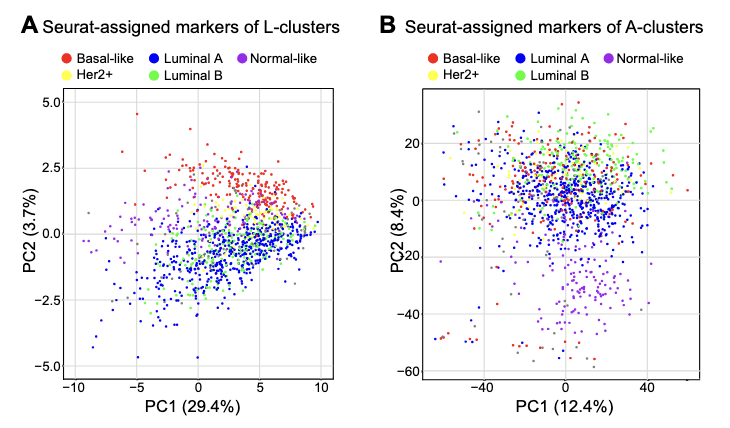 A Seurat-assigned markers of L-clusters
Basal-like Luminal A Normal-like
Her2+ Luminal B
5.0
2.5
0.0
−2.5
−5.0
PC2 (3.7%)
−10 −5 0 5 10
PC1 (29.4%)
B Seurat-assigned markers of A-clusters
Basal-like Luminal A Normal-like
Her2+ Luminal B
20
0
−20
−40
−60
PC2 (8.4%)
−40 0 40
PC1 (12.4%)